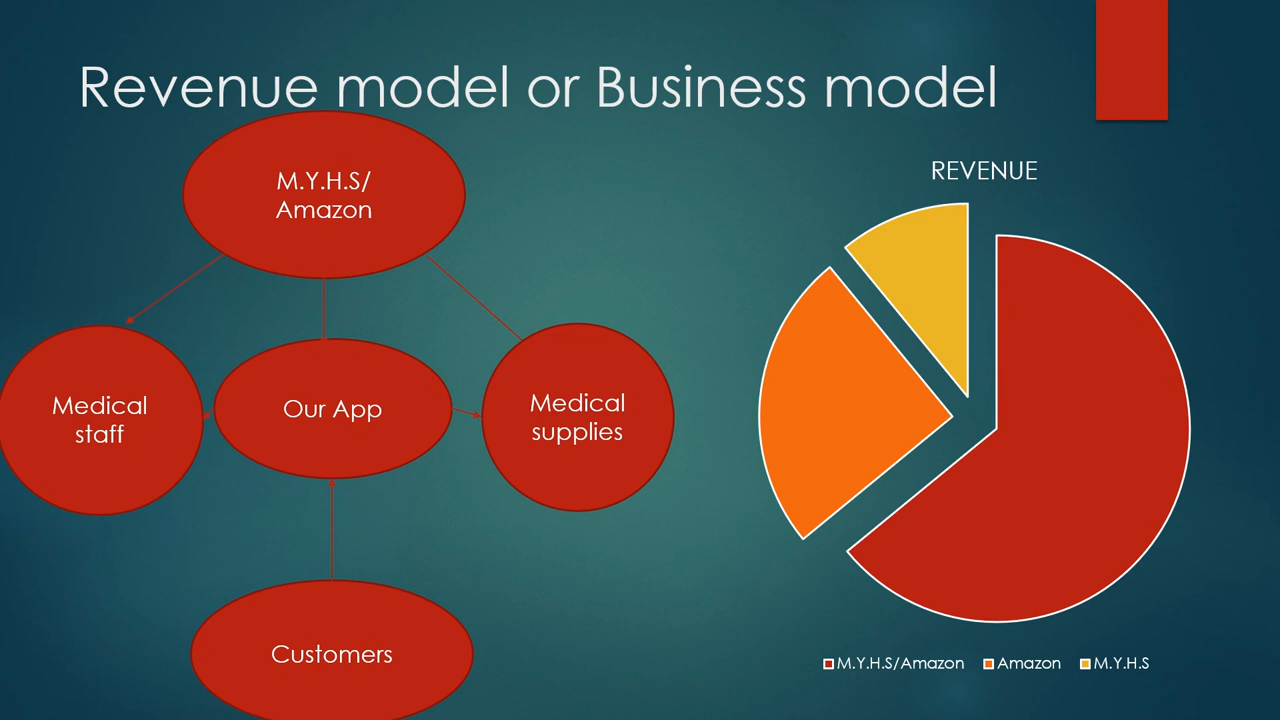 Revenue model or Business model
M.Y.H.S/
Amazon
Medical
staff
Our App
Medical
supplies
Customers
REVENUE
M.Y.H.S/Amazon
Amazon
M.Y.H.S